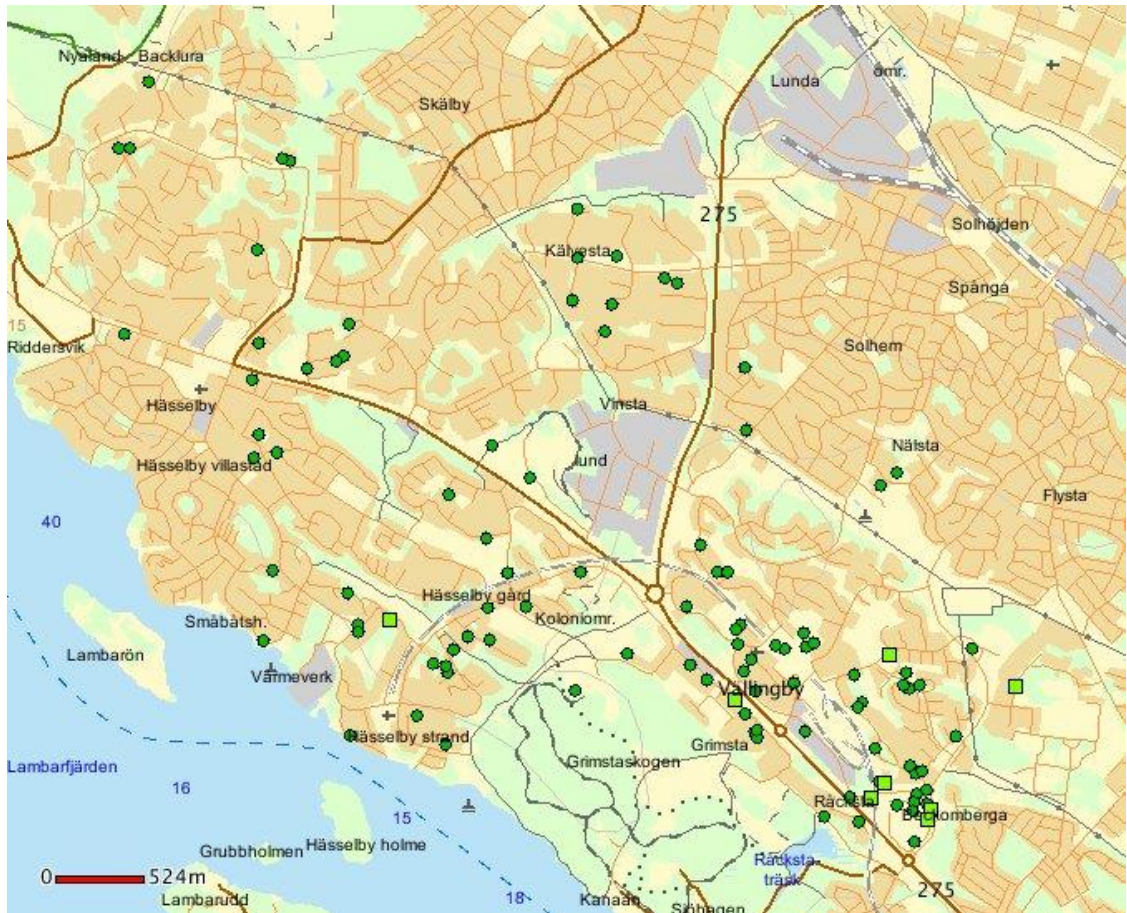 Nyaland
Backlura
Lunda
omr.
Skälby
275
Solhöjden
Kälvesta
Spånga
15
Riddersvik
Solhem
Hässelby
Vinsta
Nälsta
Hässelby villastad
lund
Flysta
40
Hässelby gård
Småbåtsh.
Koloniomr.
Lambarön
Värmeverk
Vällingby
Hässelby strand
Grimsta
Lambarfjärden
Grimstaskogen
16
Råcksta
15
Backomberga
Hässelby holme
Grubbholmen
Råcksta-
träsk
0 524m
275
Lambarudd
18
Kanaan
Sjöhagen